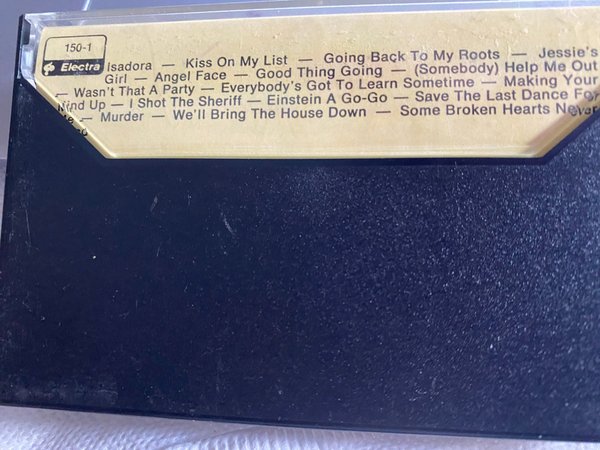 150-1
Electra
Isadora — Kiss On My List — Going Back To My Roots — Jessie's
Girl — Angel Face — Good Thing Going — (Somebody) Help Me Out
— Wasn't That A Party — Everybody's Got To Learn Sometime — Making Your
Mind Up — I Shot The Sheriff — Einstein A Go-Go — Save The Last Dance For
Me — Murder — We'll Bring The House Down — Some Broken Hearts Never